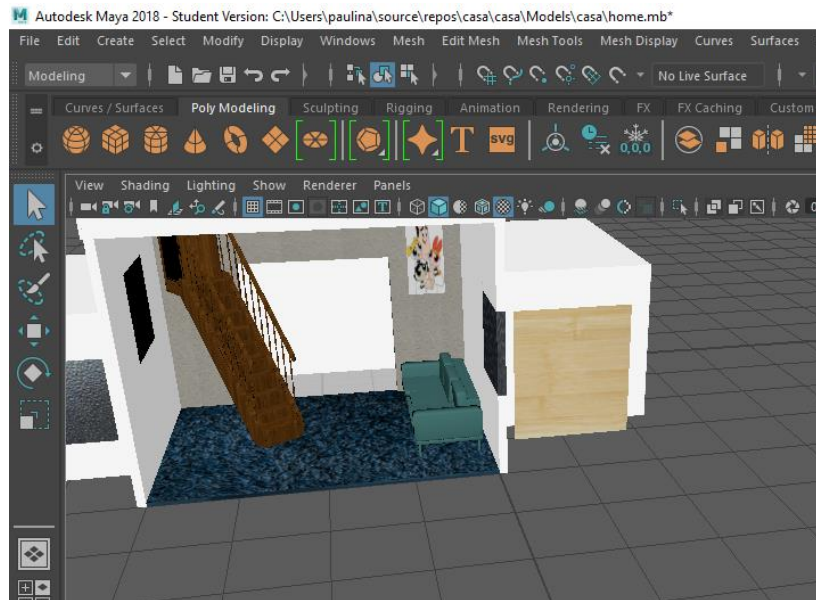 Autodesk Maya 2018 - Student Version: C:\Users\paulina\source\repos\casa\casa\Models\casa\home.mb*
File Edit Create Select Modify Display Windows Mesh Edit Mesh Mesh Tools Mesh Display Curves Surfaces
Modeling No Live Surface
Curves / Surfaces Poly Modeling Sculpting Rigging Animation Rendering FX FX Caching Custom
T SVG 0,0,0
View Shading Lighting Show Renderer Panels